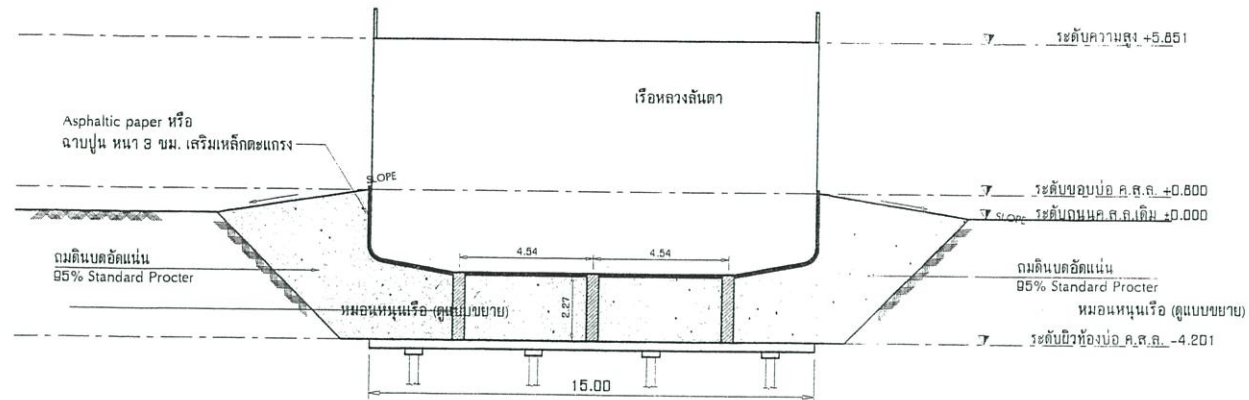 ระดับความสูง +5.851
เรือหลวงลันตา
Asphaltic paper หรือ
ฉาบปูน หนา 3 ซม. เสริมเหล็กตะแกรง
SLOPE
ระดับขอบบ่อ ค.ส.ล. +0.800
SLOPE
ระดับถนนค.ส.ล.เดิม ±0.000
4.54
4.54
ถมดินบดอัดแน่น
95% Standard Procter
ถมดินบดอัดแน่น
95% Standard Procter
หมอนหนุนเรือ (ดูแบบขยาย)
2.27
หมอนหนุนเรือ (ดูแบบขยาย)
ระดับผิวท้องบ่อ ค.ส.ล. -4.201
15.00